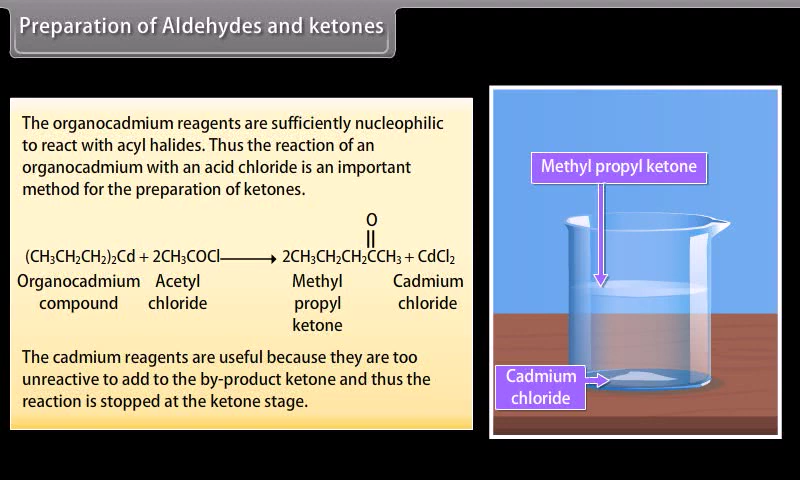 Preparation of Aldehydes and ketones
The organocadmium reagents are sufficiently nucleophilic
to react with acyl halides. Thus the reaction of an
organocadmium with an acid chloride is an important
method for the preparation of ketones.
O
||
(CH₃CH₂CH₂)₂Cd + 2CH₃COCl⟶ 2CH₃CH₂CH₂CCH₃ + CdCl₂
Organocadmium Acetyl Methyl Cadmium
compound chloride propyl chloride
ketone
The cadmium reagents are useful because they are too
unreactive to add to the by-product ketone and thus the
reaction is stopped at the ketone stage.
Methyl propyl ketone
Cadmium
chloride